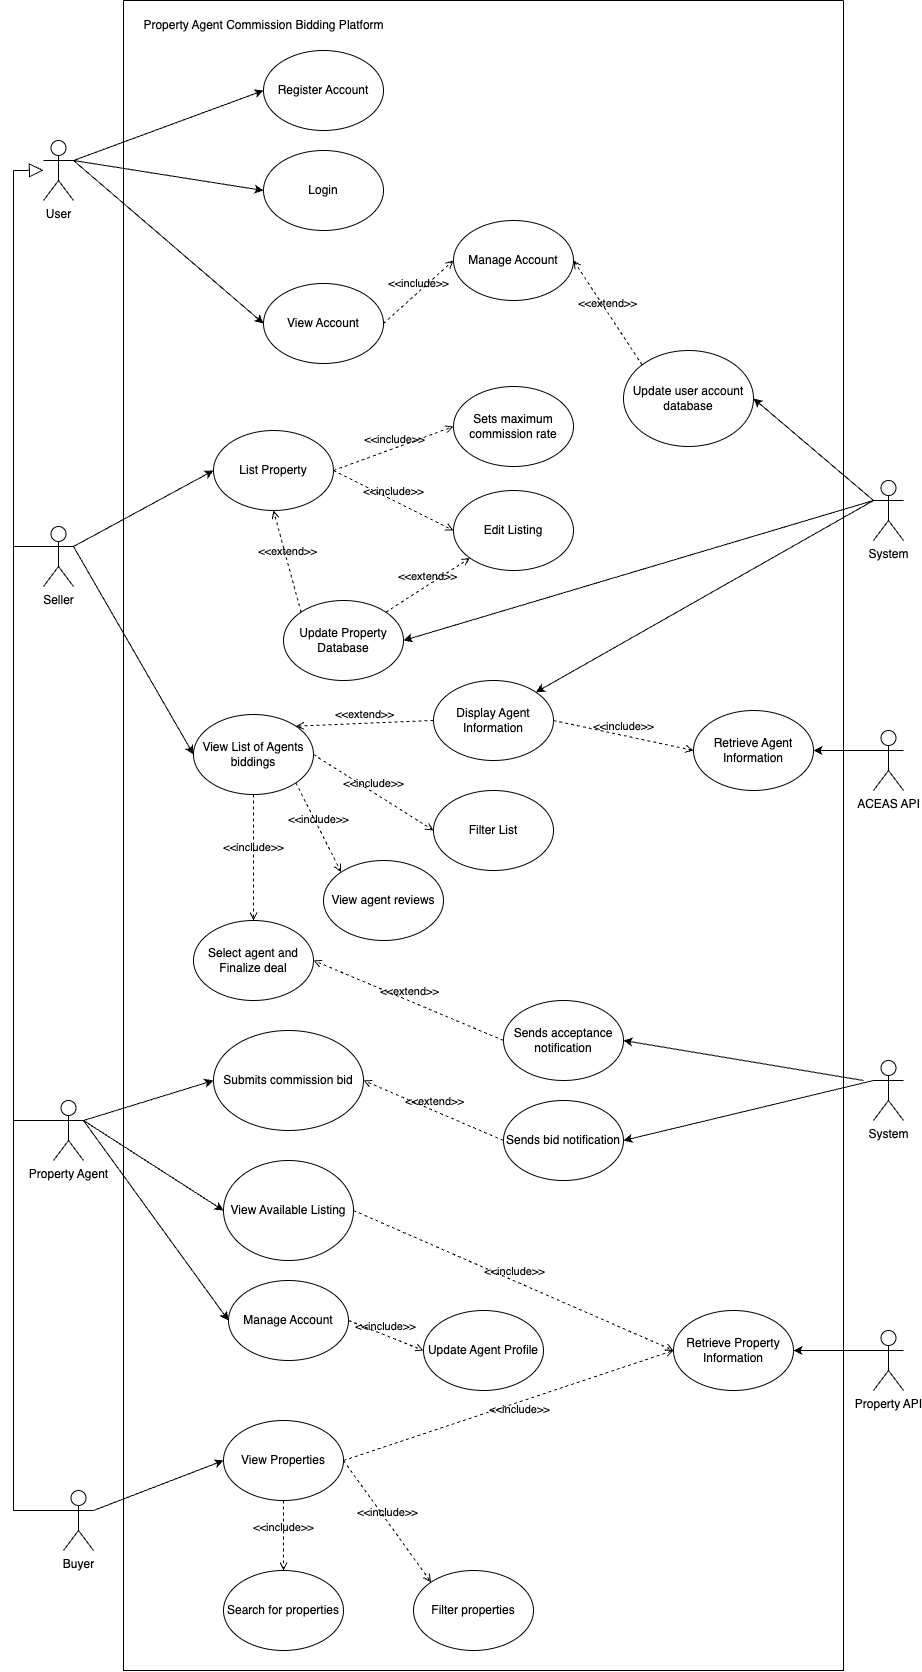 Property Agent Commission Bidding Platform
Register Account
Login
User
Manage Account
<<include>>
<<extend>>
View Account
Update user account
database
Sets maximum
commission rate
<<include>>
List Property
<<include>>
Edit Listing
System
<<extend>>
<<extend>>
Seller
Update Property
Database
<<extend>>
Display Agent
Information
<<include>>
View List of Agents
biddings
Retrieve Agent
Information
<<include>>
ACEAS API
<<include>>
Filter List
<<include>>
View agent reviews
Select agent and
Finalize deal
<<extend>>
Sends acceptance
notification
Submits commission bid
<<extend>>
System
Sends bid notification
Property Agent
View Available Listing
<<include>>
Manage Account
<<include>>
Update Agent Profile
Retrieve Property
Information
Property API
<<include>>
View Properties
<<include>>
<<include>>
Buyer
Search for properties
Filter properties